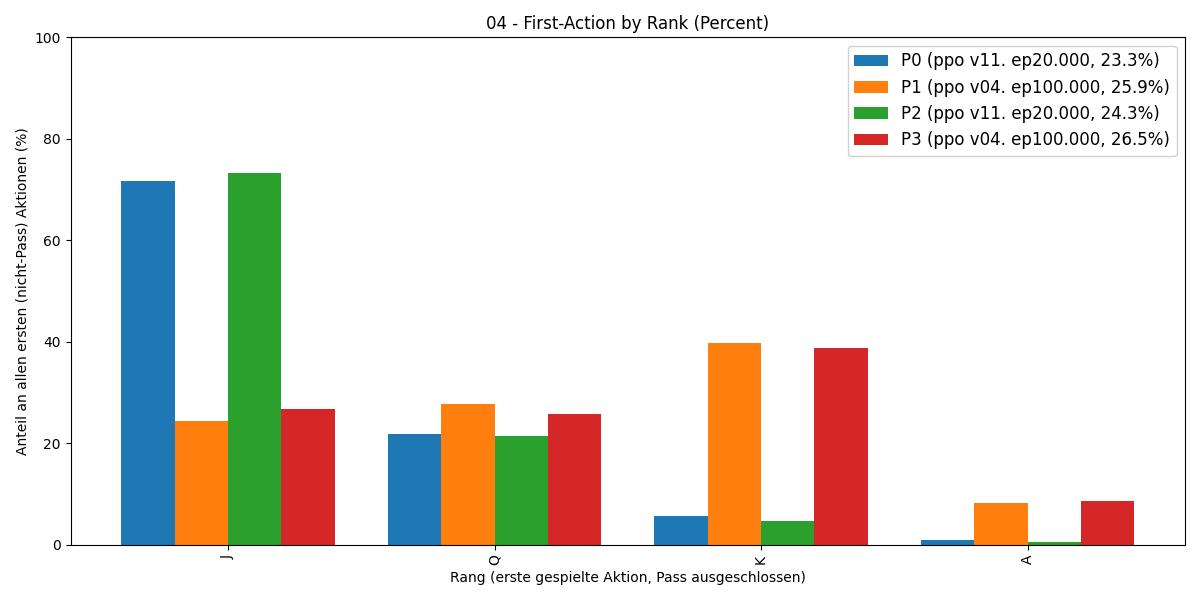 04 - First-Action by Rank (Percent)
Anteil an allen ersten (nicht-Pass) Aktionen (%)
100
80
60
40
20
0
P0 (ppo v11. ep20.000, 23.3%)
P1 (ppo v04. ep100.000, 25.9%)
P2 (ppo v11. ep20.000, 24.3%)
P3 (ppo v04. ep100.000, 26.5%)
J
Q
K
A
Rang (erste gespielte Aktion, Pass ausgeschlossen)